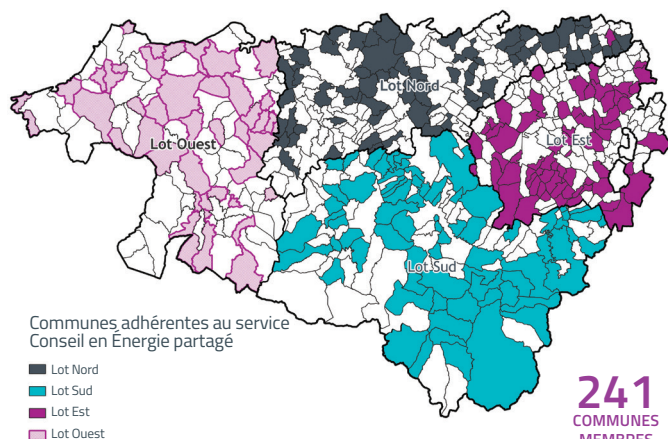 Lot Nord
Lot Ouest
Lot Est
Lot Sud
Communes adhérentes au service
Conseil en Énergie partagé
Lot Nord
Lot Sud
Lot Est
Lot Ouest
241
COMMUNES
MEMBRES